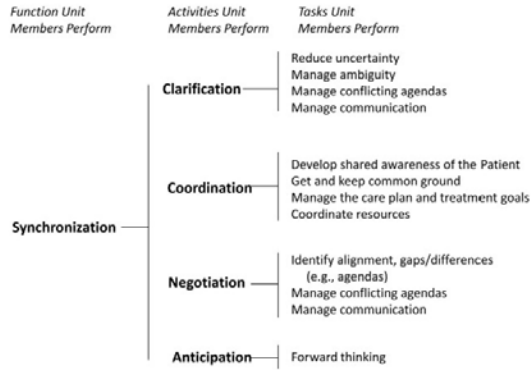 Function Unit
Members Perform
Activities Unit
Members Perform
Tasks Unit
Members Perform
Synchronization
Clarification
Reduce uncertainty
Manage ambiguity
Manage conflicting agendas
Manage communication
Coordination
Develop shared awareness of the Patient
Get and keep common ground
Manage the care plan and treatment goals
Coordinate resources
Negotiation
Identify alignment, gaps/differences
(e.g., agendas)
Manage conflicting agendas
Manage communication
Anticipation
Forward thinking